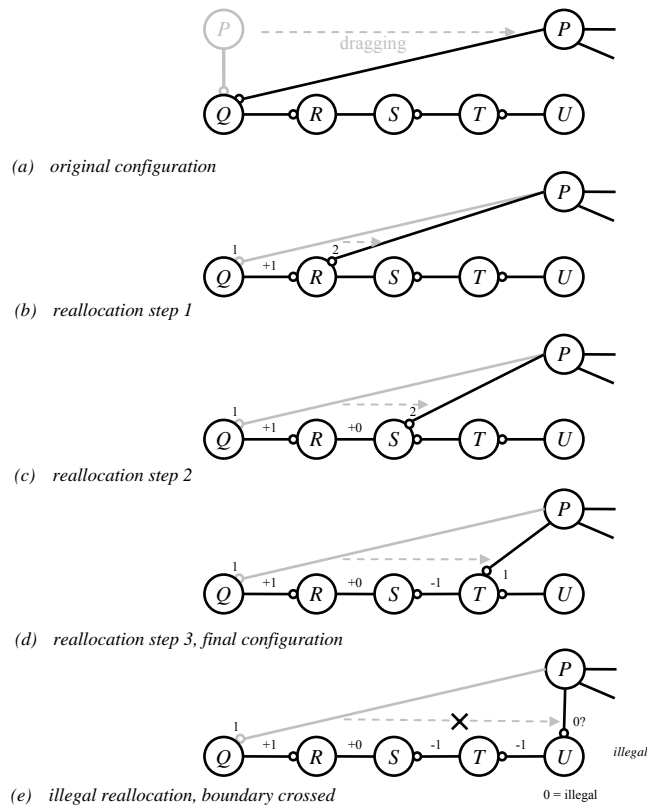 P
P
dragging
Q R S T U
(a) original configuration
P
1 2
+1
Q R S T U
(b) reallocation step 1
P
1 2
+1 +0
Q R S T U
(c) reallocation step 2
P
1
+1 +0 -1 1
Q R S T U
(d) reallocation step 3, final configuration
P
1 0?
+1 +0 -1 -1
Q R S T U illegal
(e) illegal reallocation, boundary crossed 0 = illegal